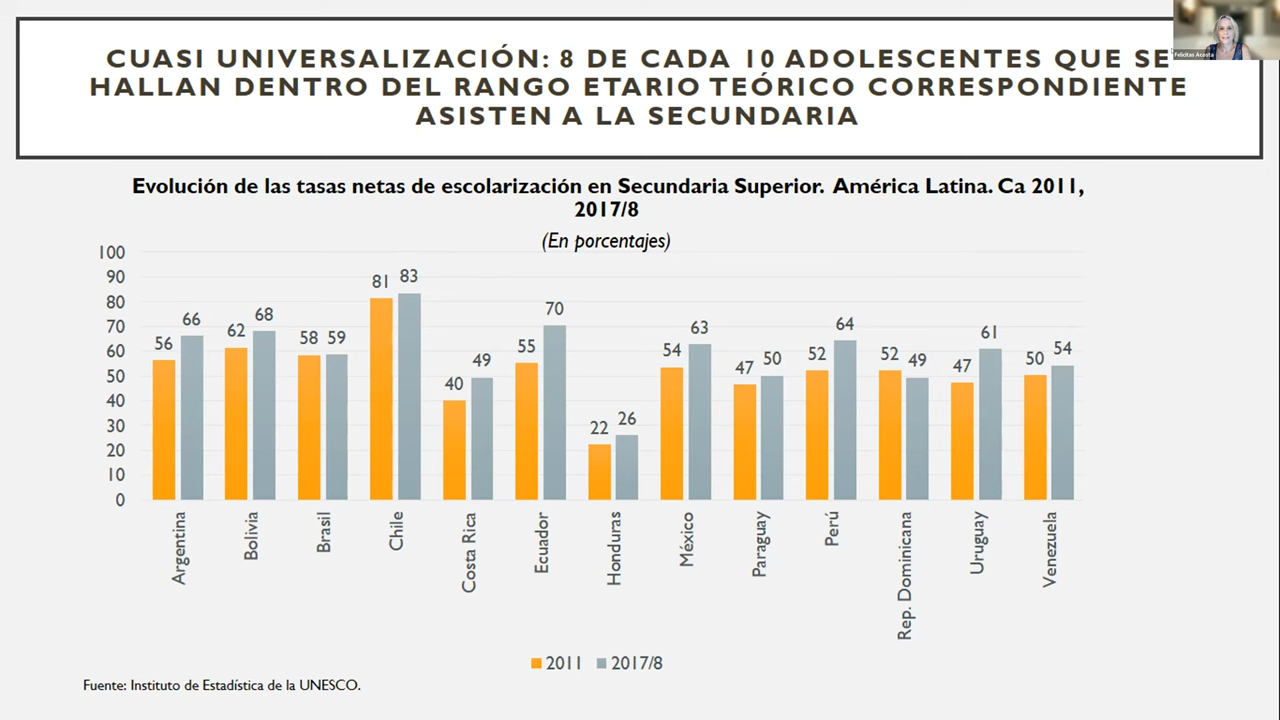 CUASI UNIVERSALIZACIÓN: 8 DE CADA 10 ADOLESCENTES QUE SE
HALLAN DENTRO DEL RANGO ETARIO TEÓRICO CORRESPONDIENTE
ASISTEN A LA SECUNDARIA
Felicitas Acosta
Evolución de las tasas netas de escolarización en Secundaria Superior. América Latina. Ca 2011,
2017/8
(En porcentajes)
100
90
80
70
60
50
40
30
20
10
0
56 66
62 68
58 59
81 83
40 49
55 70
22 26
54 63
47 50
52 64
52 49
47 61
50 54
Argentina
Bolivia
Brasil
Chile
Costa Rica
Ecuador
Honduras
México
Paraguay
Perú
Rep. Dominicana
Uruguay
Venezuela
2011 2017/8
Fuente: Instituto de Estadística de la UNESCO.